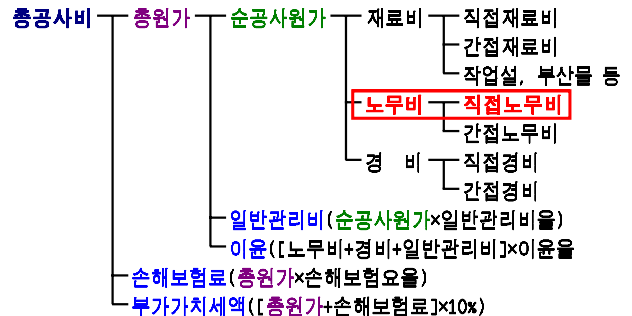 총공사비 총원가 순공사원가 재료비 직접재료비
간접재료비
작업설, 부산물 등
노무비 직접노무비
간접노무비
경 비 직접경비
간접경비
일반관리비(순공사원가×일반관리비율)
이윤([노무비+경비+일반관리비]×이윤율
손해보험료(총원가×손해보험요율)
부가가치세액([총원가+손해보험료]×10%)